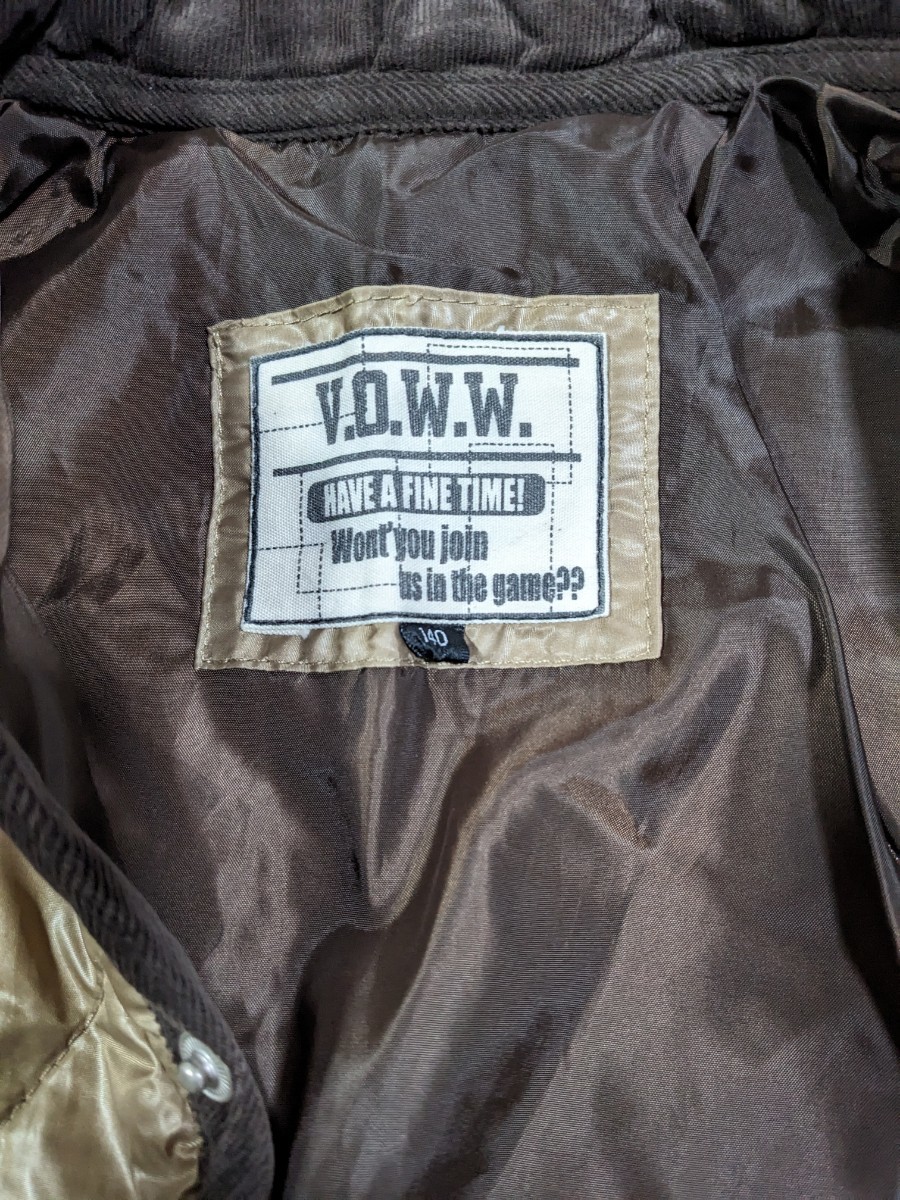 V.O.W.W.
HAVE A FINE TIME!
Wont'you join
us in the game??
140